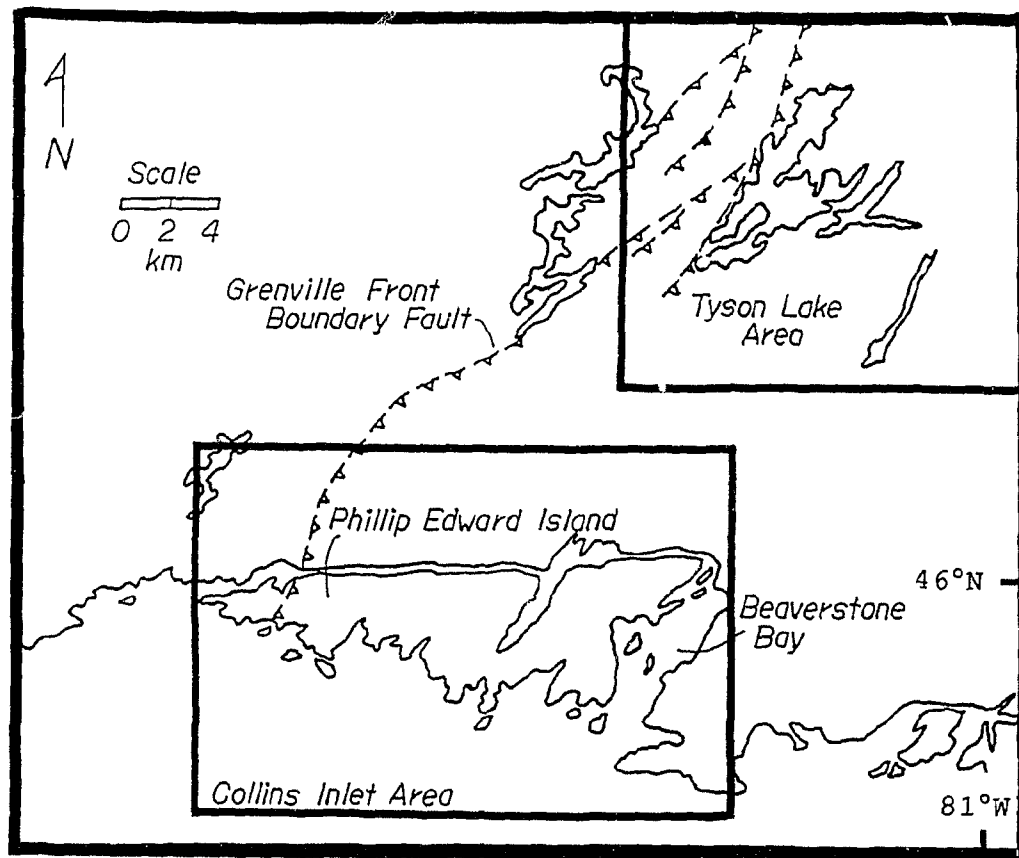 N
Scale
0 2 4
km
Grenville Front
Boundary Fault
Tyson Lake
Area
Phillip Edward Island
46°N
Beaverstone
Bay
Collins Inlet Area
81°W